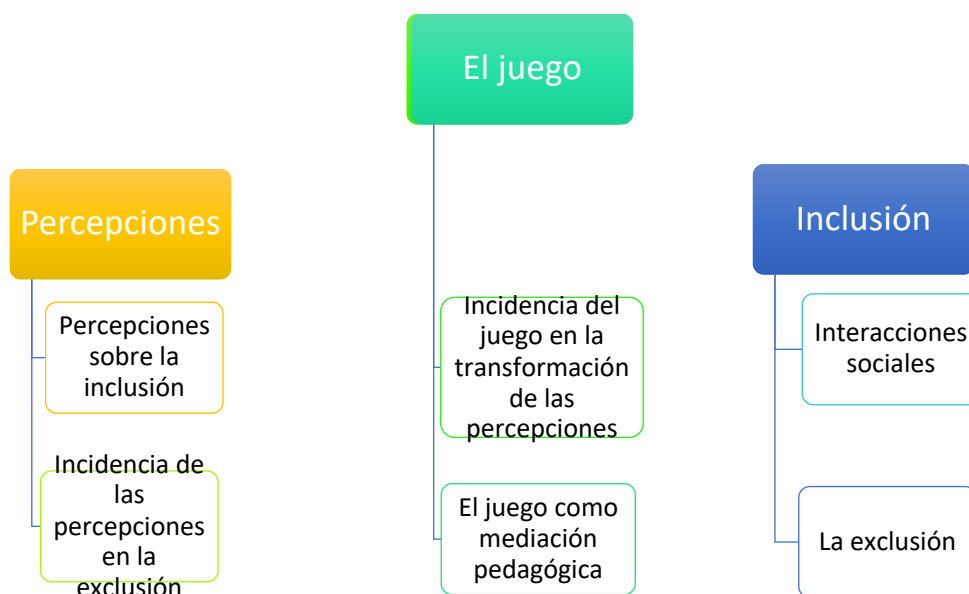 El juego
Percepciones
Inclusión
Percepciones
sobre la
inclusión
Incidencia de
las
percepciones
en la
exclusión
Incidencia del
juego en la
transformación
de las
percepciones
El juego como
mediación
pedagógica
Interacciones
sociales
La exclusión